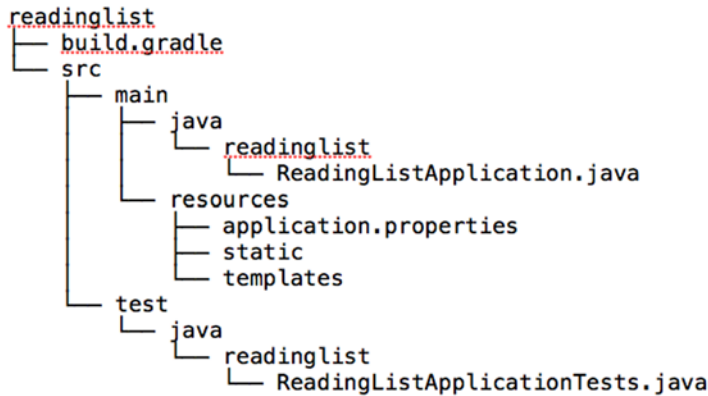 readinglist
├── build.gradle
└── src
    ├── main
    │   ├── java
    │   │   └── readinglist
    │   │       └── ReadingListApplication.java
    │   └── resources
    │       ├── application.properties
    │       ├── static
    │       └── templates
    └── test
        └── java
            └── readinglist
                └── ReadingListApplicationTests.java